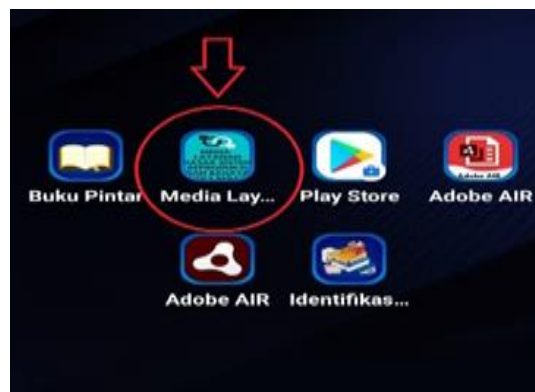 Buku Pintar
Media Lay...
Play Store
Adobe AIR
Adobe AIR
Identifikas...